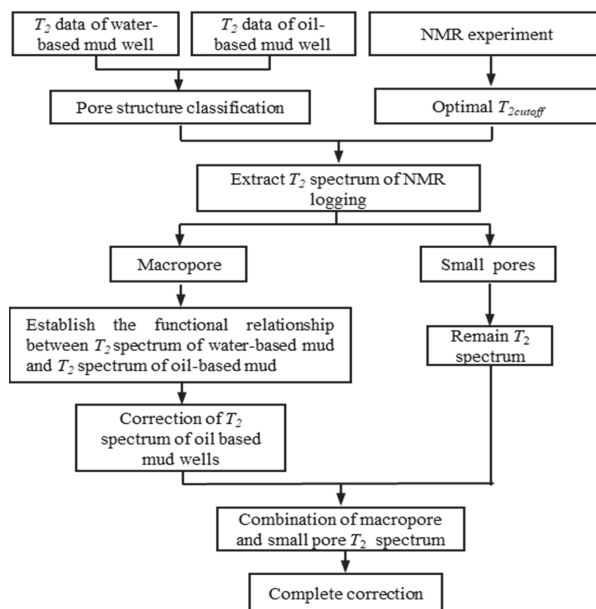 T2 data of water-
based mud well
T2 data of oil-
based mud well
NMR experiment
Pore structure classification
Optimal T2cutoff
Extract T2 spectrum of NMR
logging
Macropore
Small pores
Establish the functional relationship
between T2 spectrum of water-based mud
and T2 spectrum of oil-based mud
Remain T2
spectrum
Correction of T2
spectrum of oil based
mud wells
Combination of macropore
and small pore T2 spectrum
Complete correction